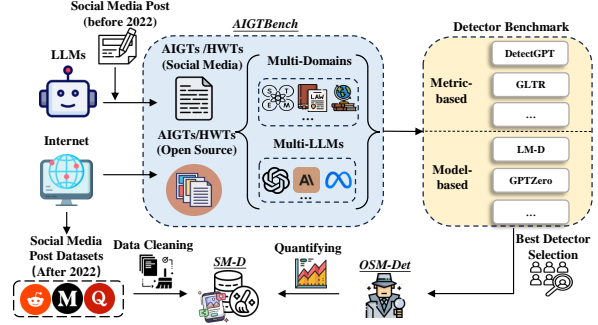 Social Media Post
(before 2022)
LLMs
Internet
AIGTBench
AIGTs /HWTs
(Social Media)
AIGTs/HWTs
(Open Source)
Multi-Domains
S
T
E
M
LAW
...
Multi-LLMs
AI
...
Detector Benchmark
Metric-
based
DetectGPT
GLTR
...
Model-
based
LM-D
GPTZero
...
Social Media
Post Datasets
(After 2022)
M
Q
Data Cleaning
SM-D
Quantifying
OSM-Det
Best Detector
Selection